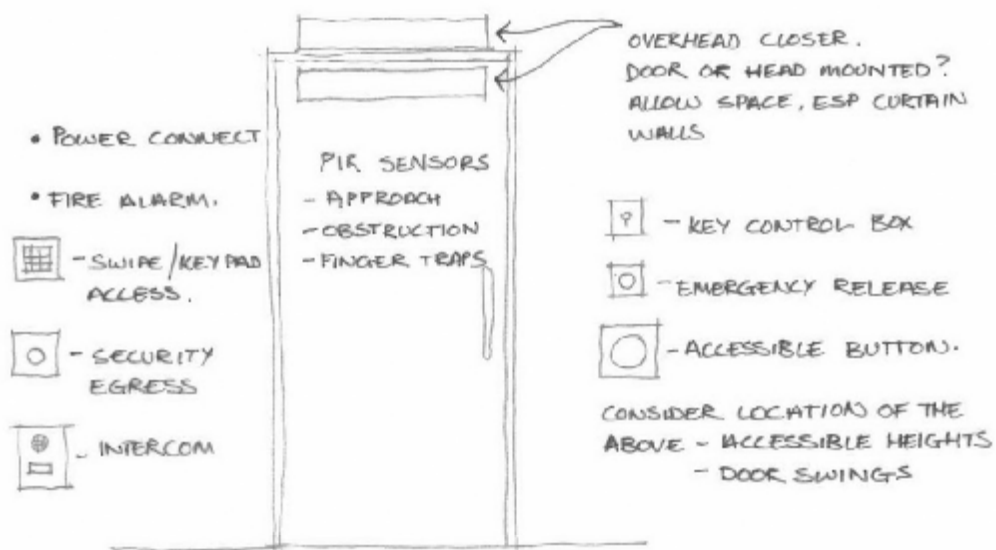 OVERHEAD CLOSER.
DOOR OR HEAD MOUNTED?
ALLOW SPACE, ESP CURTAIN
WALLS
• POWER CONNECT
• FIRE ALARM.
- SWIPE/KEYPAD
ACCESS.
- SECURITY
EGRESS
- INTERCOM
PIR SENSORS
- APPROACH
- OBSTRUCTION
- FINGER TRAPS
- KEY CONTROL BOX
- EMERGENCY RELEASE
- ACCESSIBLE BUTTON.
CONSIDER LOCATION OF THE
ABOVE - ACCESSIBLE HEIGHTS
- DOOR SWINGS